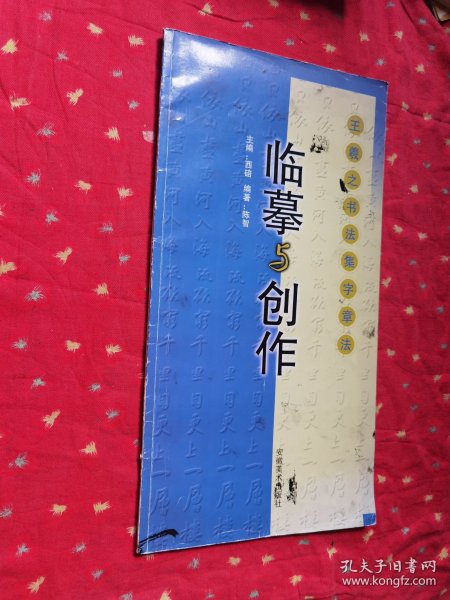 王羲之书法集字章法
临摹与创作
主编:西碚 编著:陈智
安徽美术出版社
孔夫子旧书网
www.kongfz.com